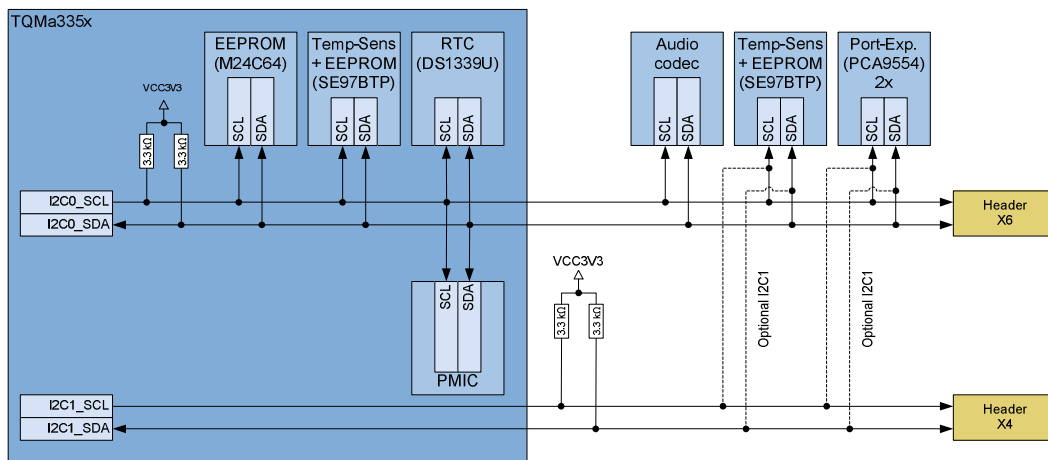 TQMa335x
EEPROM
(M24C64)
SCL
SDA
Temp-Sens
+ EEPROM
(SE97BTP)
SCL
SDA
RTC
(DS1339U)
SCL
SDA
Audio
codec
SCL
SDA
Temp-Sens
+ EEPROM
(SE97BTP)
SCL
SDA
Port-Exp.
(PCA9554)
2x
SCL
SDA
VCC3V3
3.3 kΩ
3.3 kΩ
I2C0_SCL
I2C0_SDA
Header
X6
SCL
SDA
PMIC
VCC3V3
3.3 kΩ
3.3 kΩ
Optional I2C1
Optional I2C1
I2C1_SCL
I2C1_SDA
Header
X4